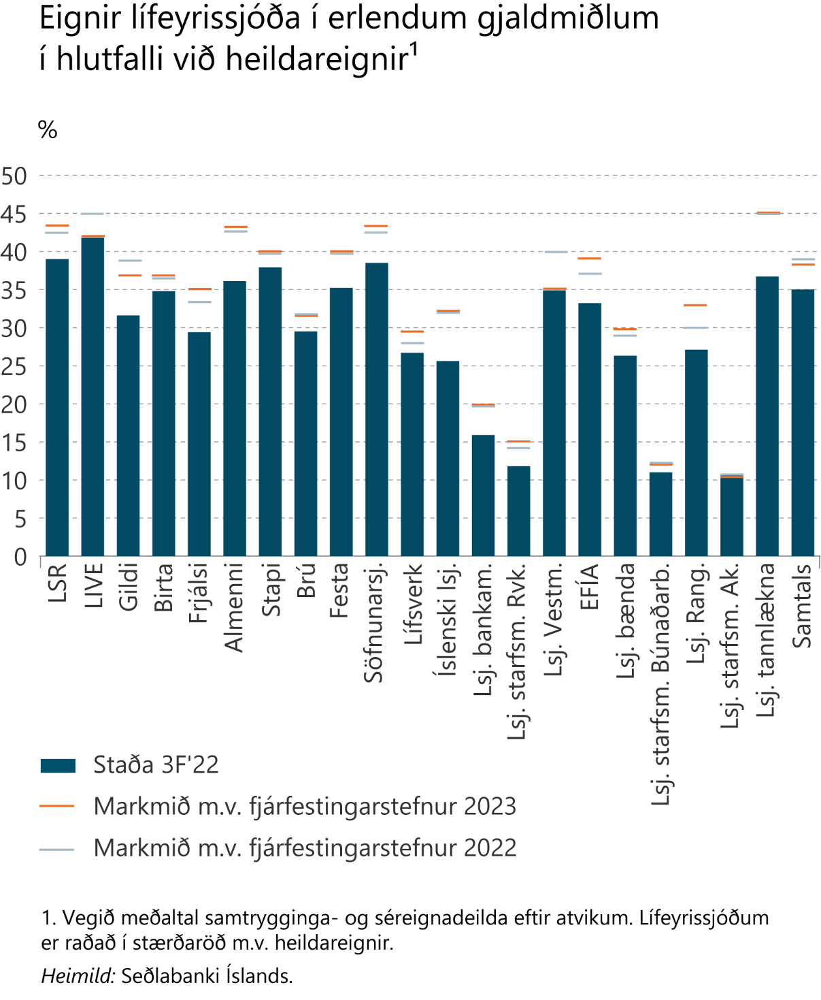 Eignir lífeyrissjóða í erlendum gjaldmiðlum
í hlutfalli við heildareignir¹
%
50
45
40
35
30
25
20
15
10
5
0
LSR
LIVE
Gildi
Birta
Frjálsi
Almenni
Stapi
Brú
Festa
Söfnunarsj.
Lífsverk
Íslenski lsj.
Lsj. bankam.
Lsj. starfsm. Rvk.
Lsj. Vestm.
EFÍA
Lsj. bænda
Lsj. starfsm. Búnaðarb.
Lsj. Rang.
Lsj. starfsm. Ak.
Lsj. tannlækna
Samtals
Staða 3F'22
Markmið m.v. fjárfestingarstefnur 2023
Markmið m.v. fjárfestingarstefnur 2022
1. Vegið meðaltal samtrygginga- og séreignadeilda eftir atvikum. Lífeyrissjóðum
er raðað í stærðaröð m.v. heildareignir.
Heimild: Seðlabanki Íslands.